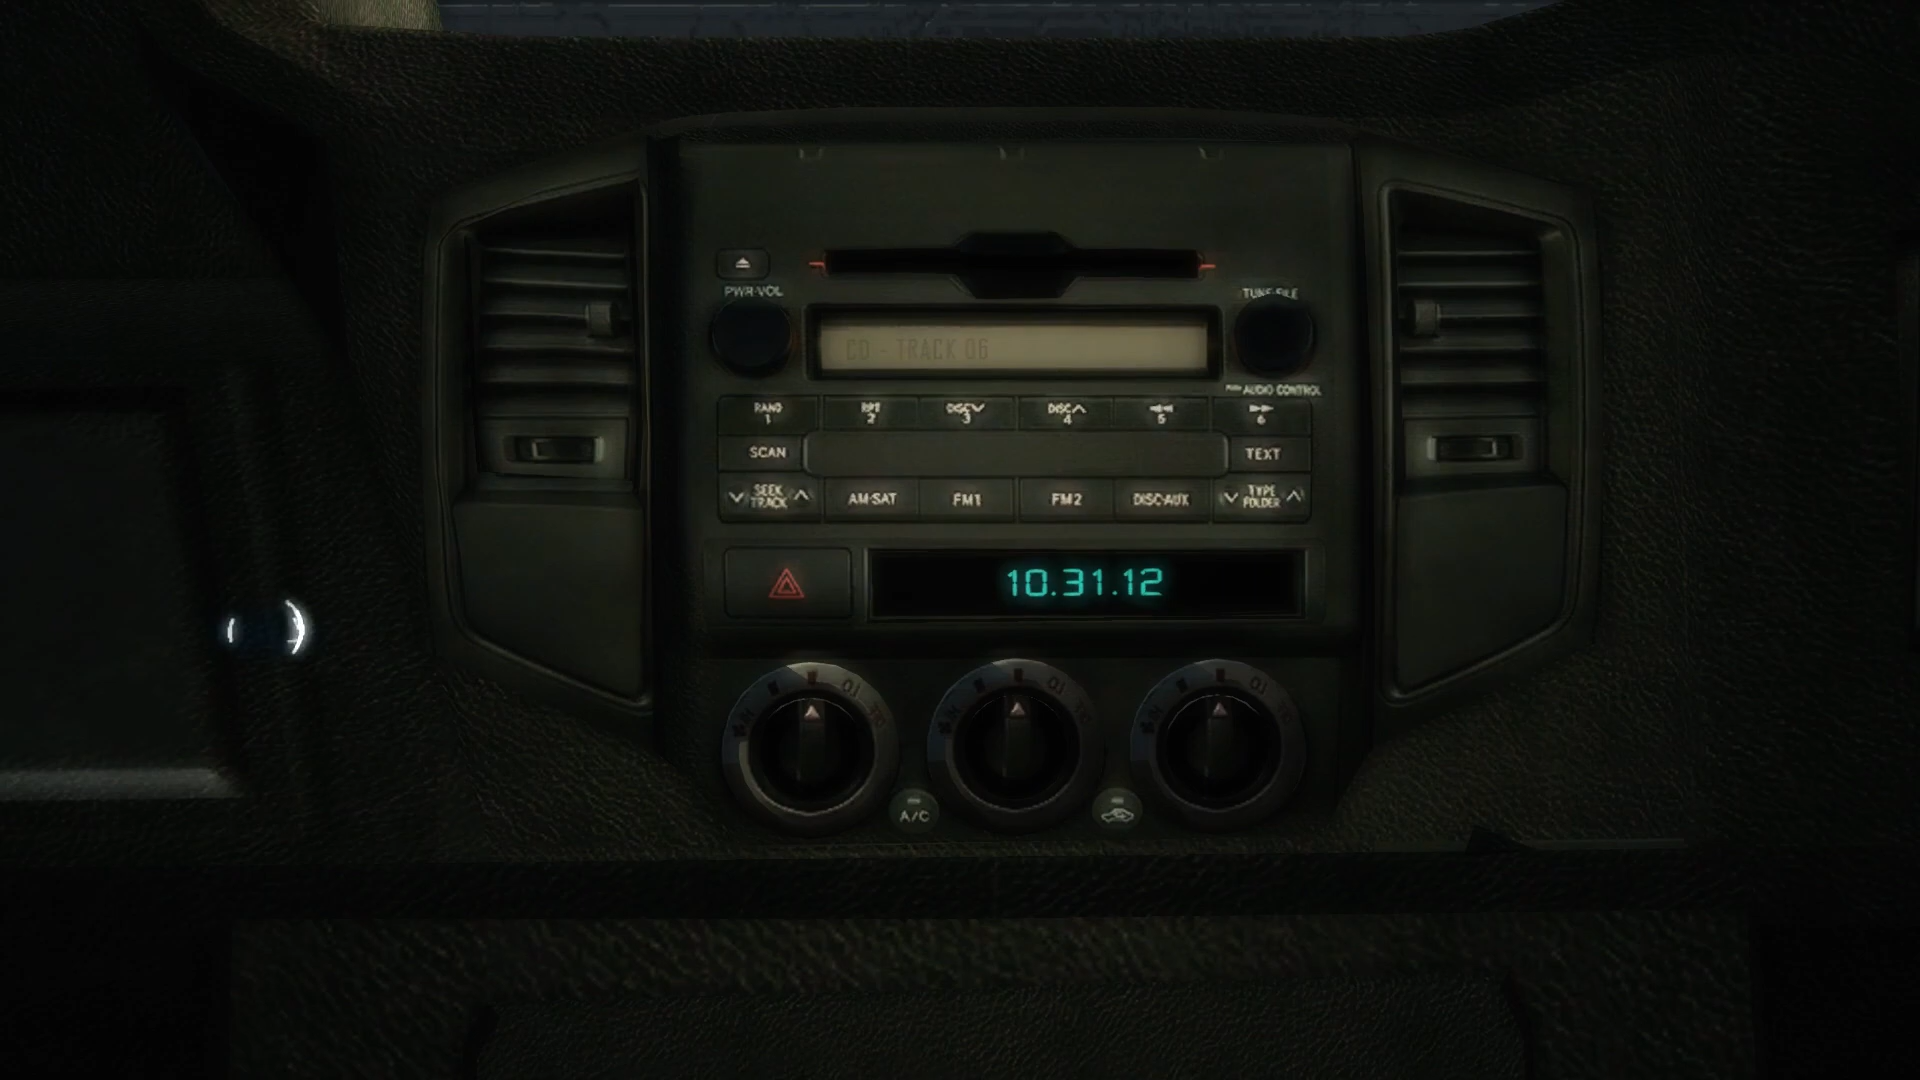 PWR·VOL
TUNE·FILE
CD - TRACK 06
PUSH AUDIO CONTROL
RAND 1
RPT 2
DISC 3
DISC 4
5
6
SCAN
TEXT
SEEK TRACK
AM·SAT
FM1
FM2
DISC·AUX
TYPE FOLDER
10.31.12
A/C